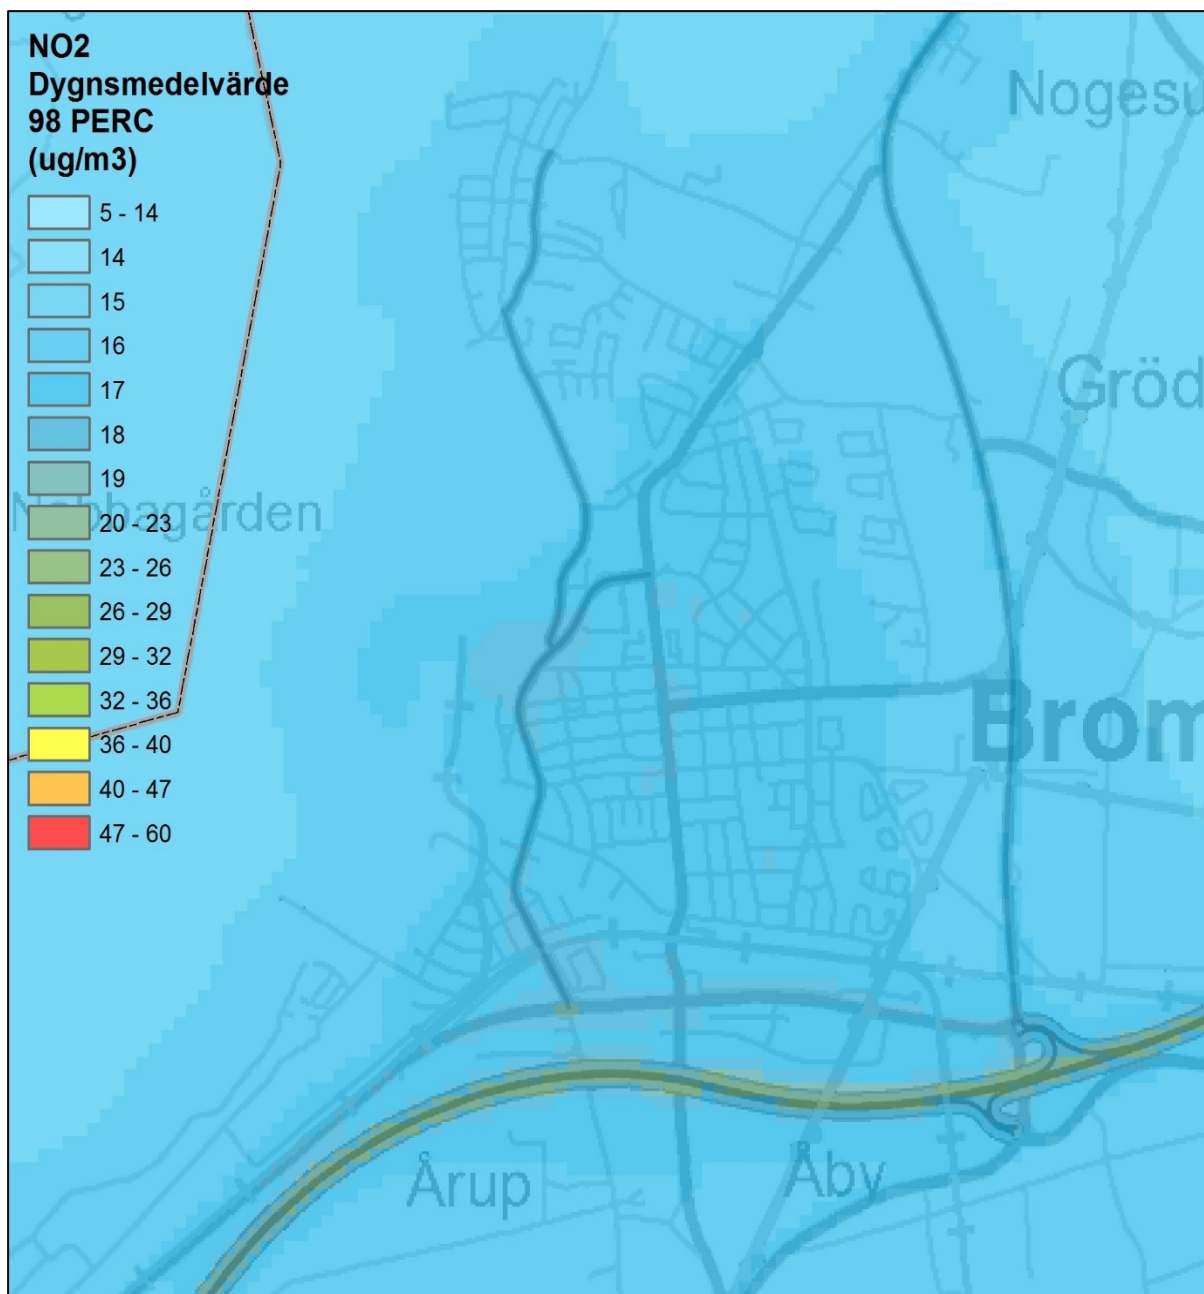 NO2
Dygnsmedelvärde
98 PERC
(ug/m3)
5 - 14
14
15
16
17
18
19
20 - 23
23 - 26
26 - 29
29 - 32
32 - 36
36 - 40
40 - 47
47 - 60
Nogesu
Gröd
Nabbagården
Brom
Årup
Åby